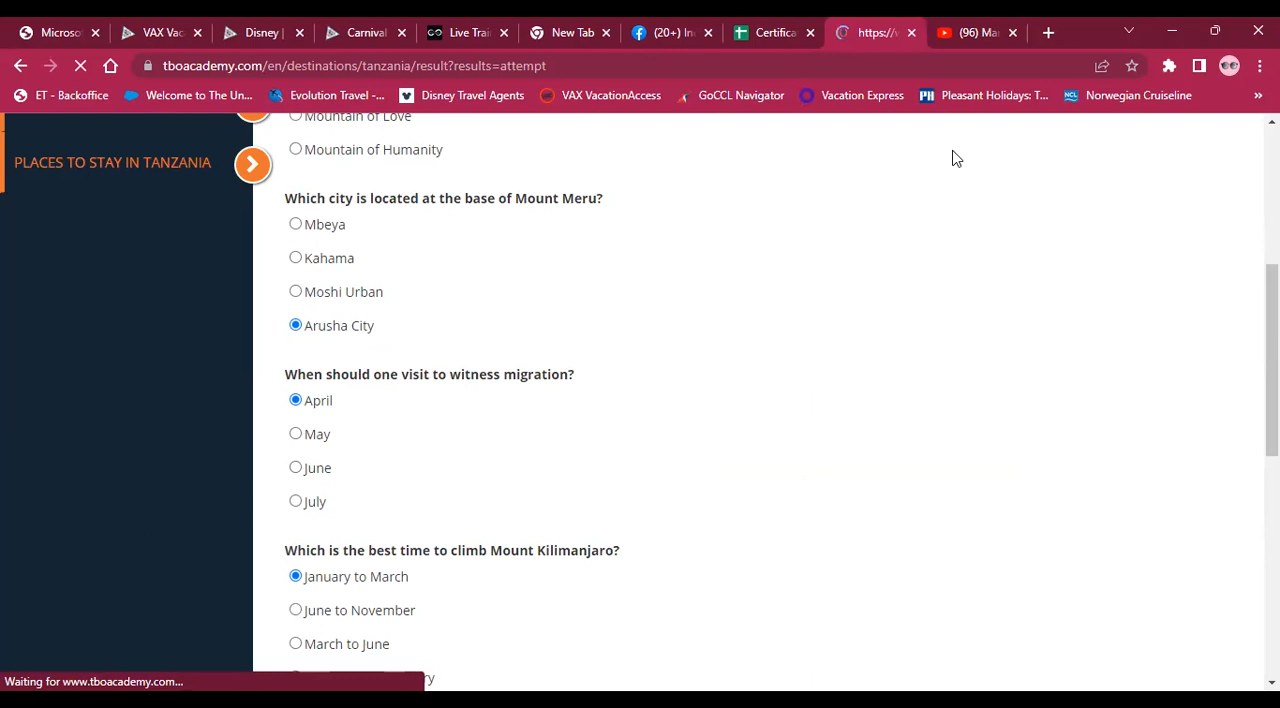 Microso
VAX Vac
Disney |
Carnival
Live Trai
New Tab
(20+) In
Certifica
https://
(96) Ma
tboacademy.com/en/destinations/tanzania/result?results=attempt
ET - Backoffice
Welcome to The Un...
Evolution Travel -...
Disney Travel Agents
VAX VacationAccess
GoCCL Navigator
Vacation Express
Pleasant Holidays: T...
Norwegian Cruiseline
»
PLACES TO STAY IN TANZANIA
Mountain of Love
Mountain of Humanity
Which city is located at the base of Mount Meru?
Mbeya
Kahama
Moshi Urban
Arusha City
When should one visit to witness migration?
April
May
June
July
Which is the best time to climb Mount Kilimanjaro?
January to March
June to November
March to June
ry
Waiting for www.tboacademy.com...